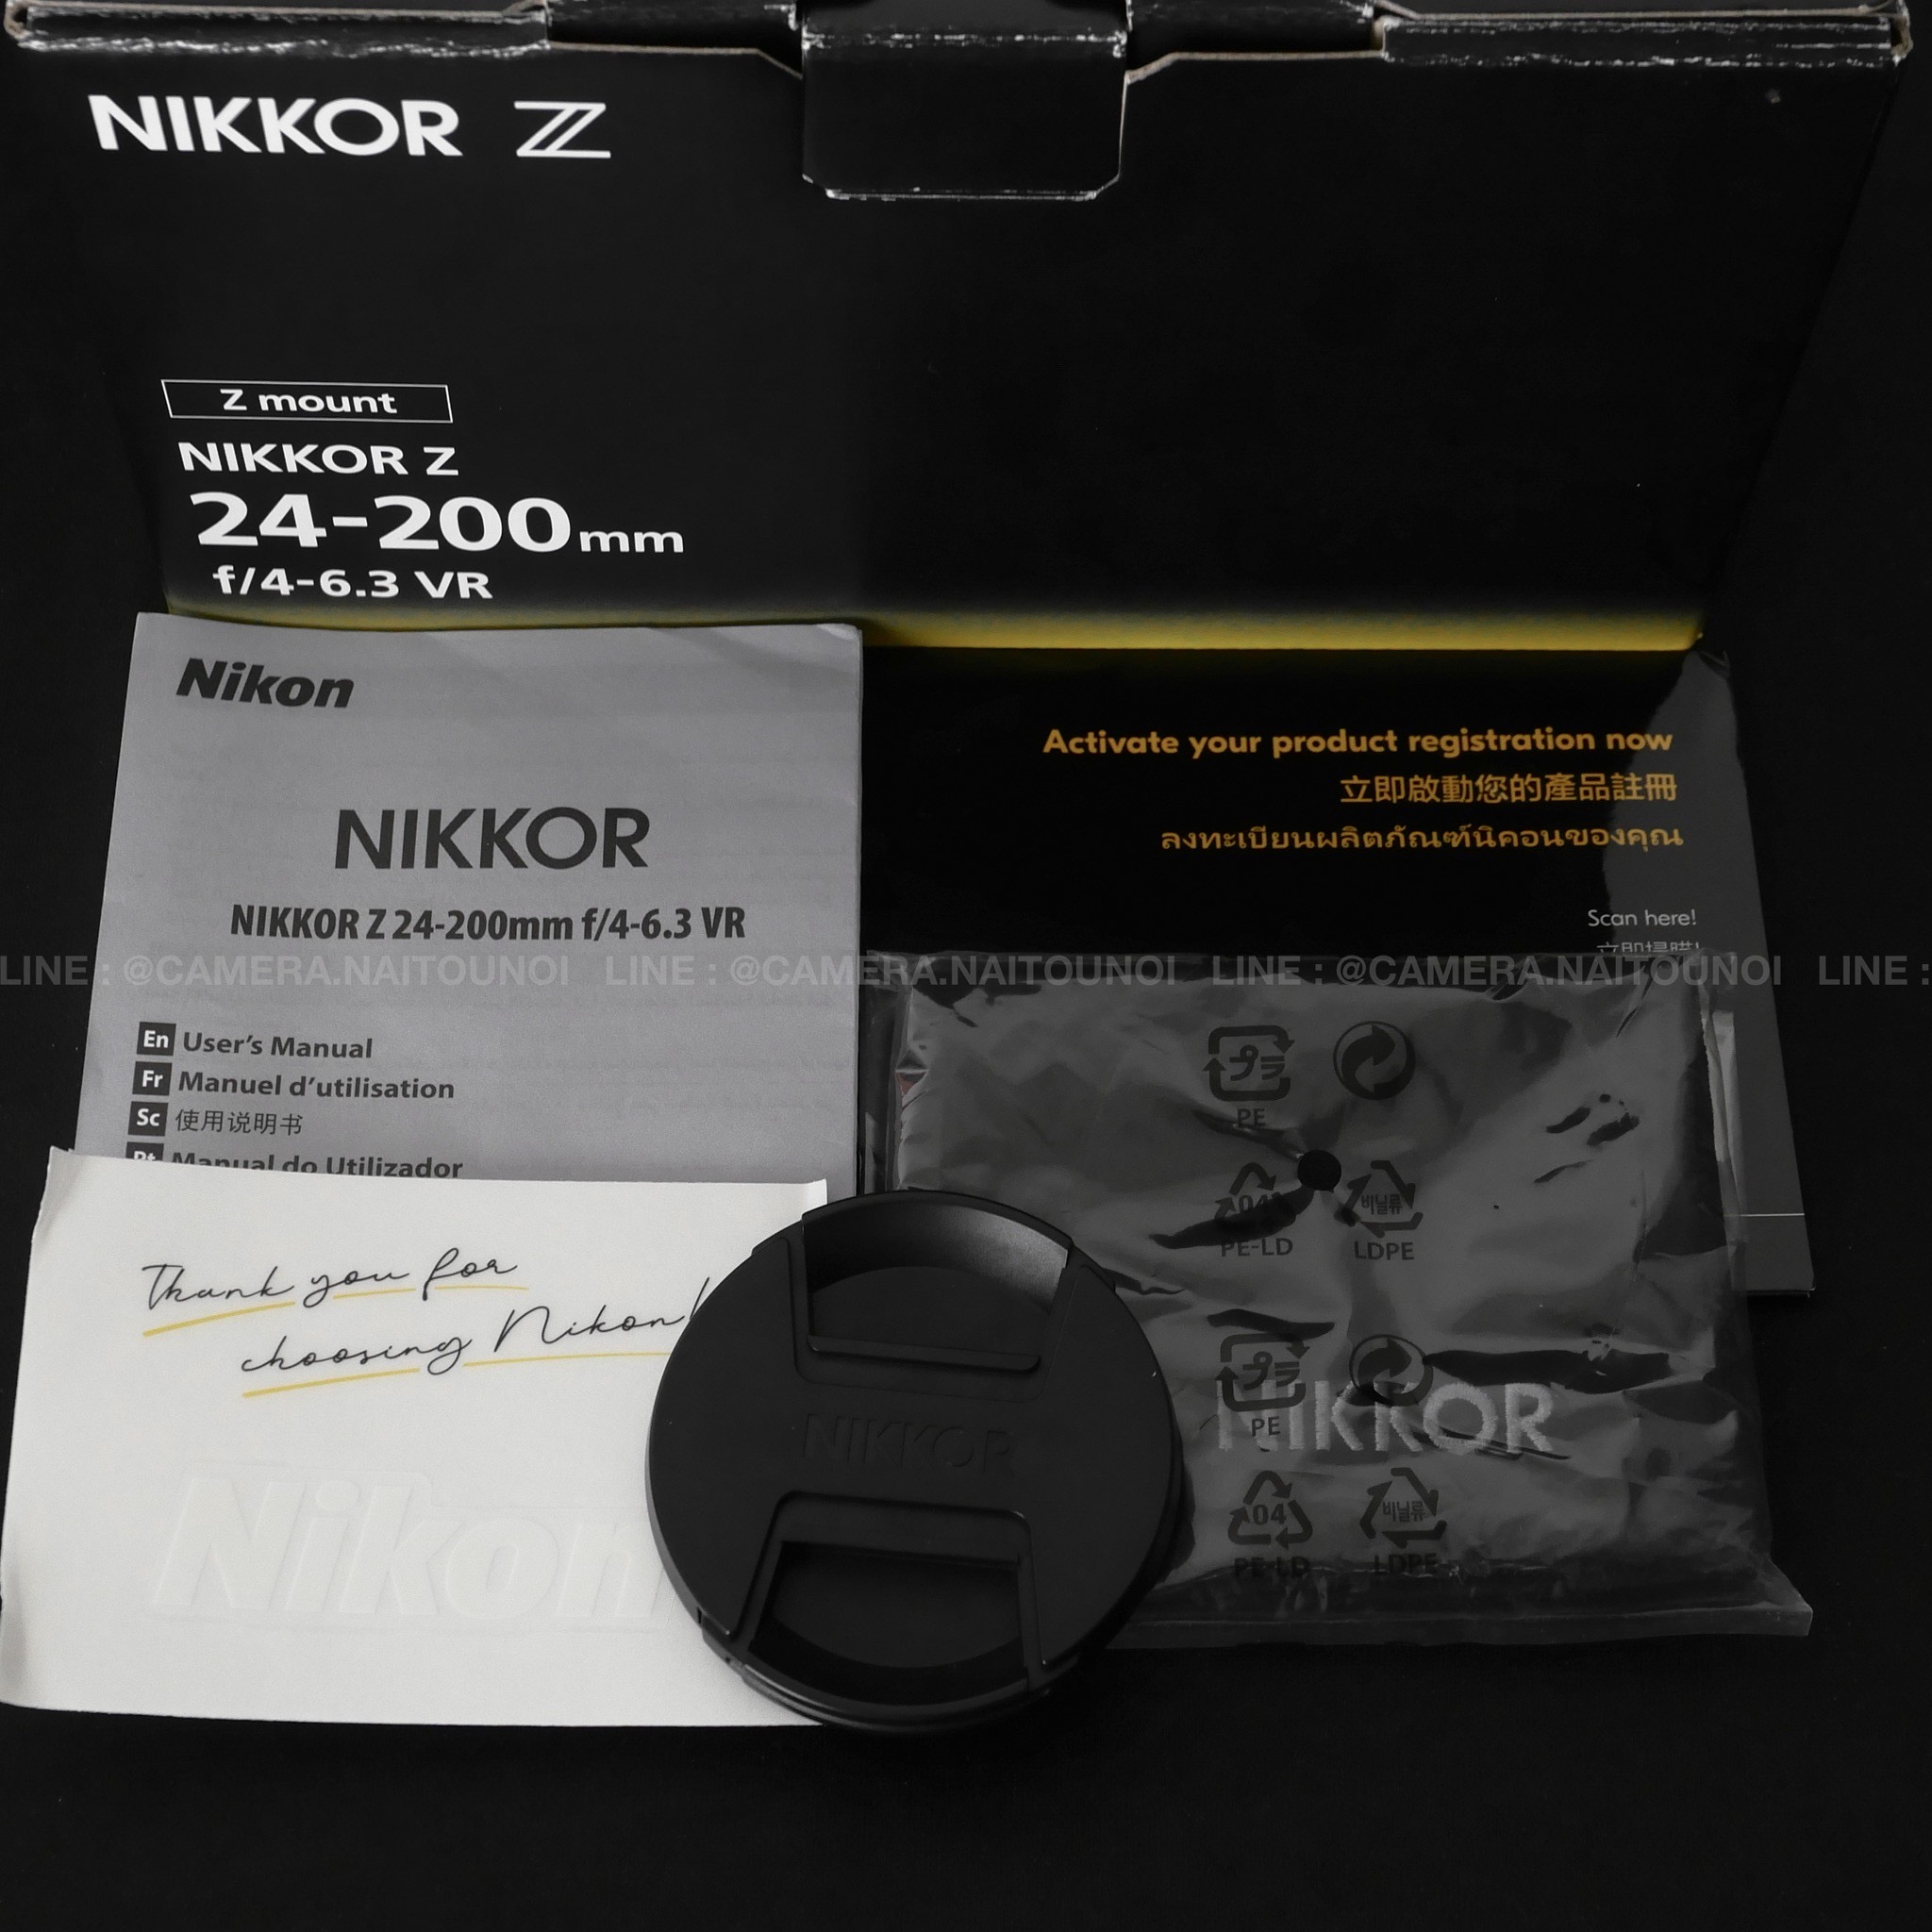 NIKKOR Z
Z mount
NIKKOR Z
24-200mm
f/4-6.3 VR
Nikon
NIKKOR
NIKKOR Z 24-200mm f/4-6.3 VR
En User's Manual
Fr Manuel d'utilisation
Sc 使用说明书
Pt Manual do Utilizador
Activate your product registration now
立即啟動您的產品註冊
ลงทะเบียนผลิตภัณฑ์นิคอนของคุณ
Scan here!
立即掃瞄!
LINE : @CAMERA.NAITOUNOI LINE : @CAMERA.NAITOUNOI LINE : @CAMERA.NAITOUNOI LINE :
プラ
PE
04 비닐류
PE-LD LDPE
プラ
PE
NIKKOR
04 비닐류
PE-LD LDPE
Thank you for
choosing Nikon!
Nikon
NIKKOR